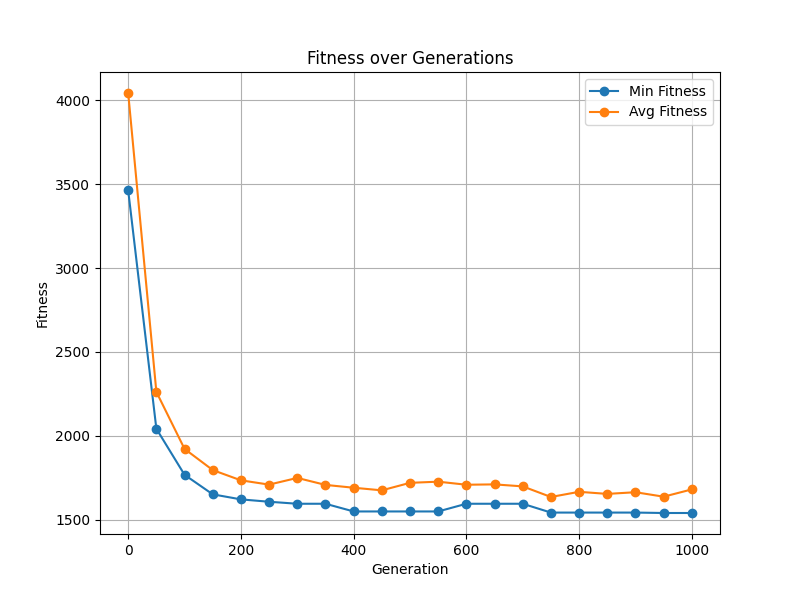 Fitness over Generations
Min Fitness
Avg Fitness
4000
3500
3000
2500
2000
1500
Fitness
0 200 400 600 800 1000
Generation